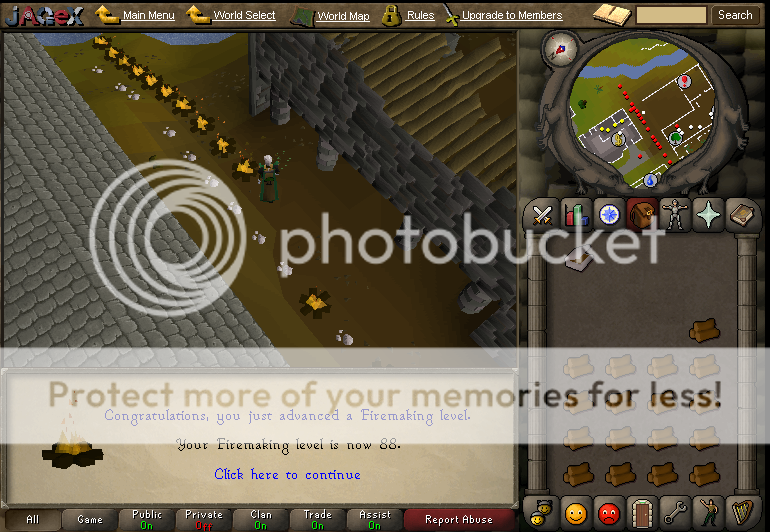 JAGEX Main Menu World Select World Map Rules Upgrade to Members Search
photobucket
Protect more of your memories for less!
Congratulations, you just advanced a Firemaking level.
Your Firemaking level is now 88.
Click here to continue
All Game Public Private Clan Trade Assist Report Abuse
On Off On On On